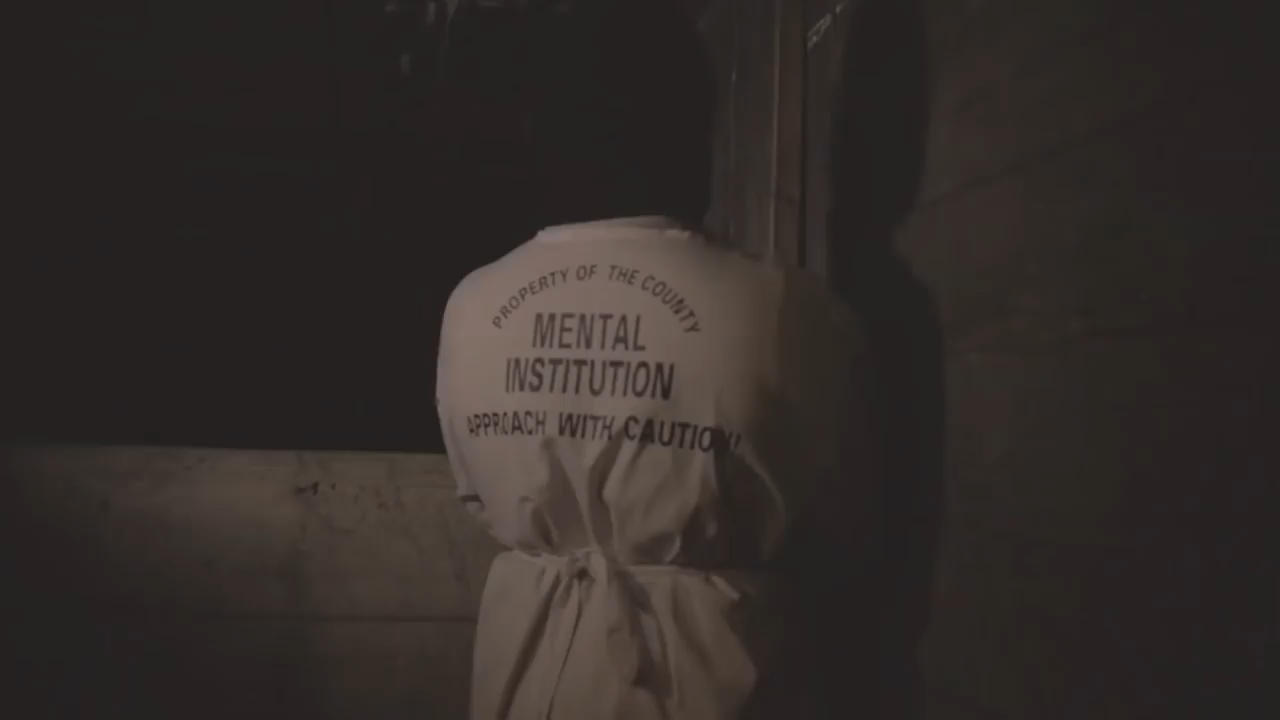 PROPERTY OF THE COUNTY
MENTAL
INSTITUTION
APPROACH WITH CAUTION!